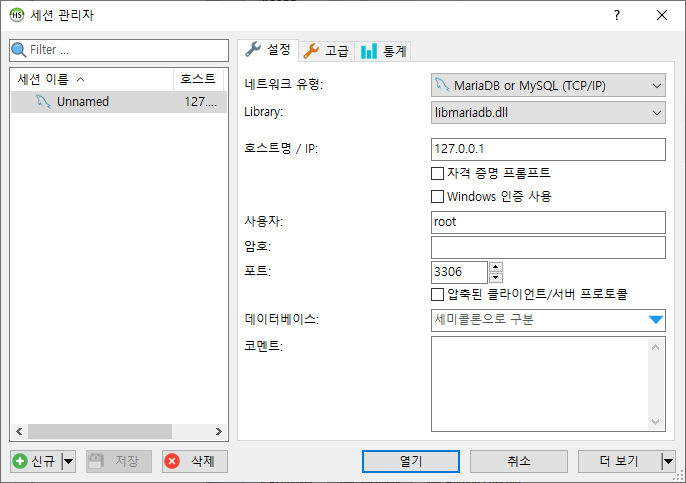 HS 세션 관리자
Filter ...
세션 이름 호스트
Unnamed 127....
설정 고급 통계
네트워크 유형: MariaDB or MySQL (TCP/IP)
Library: libmariadb.dll
호스트명 / IP: 127.0.0.1
자격 증명 프롬프트
Windows 인증 사용
사용자: root
암호:
포트: 3306
압축된 클라이언트/서버 프로토콜
데이터베이스: 세미콜론으로 구분
코멘트:
신규 저장 삭제 열기 취소 더 보기